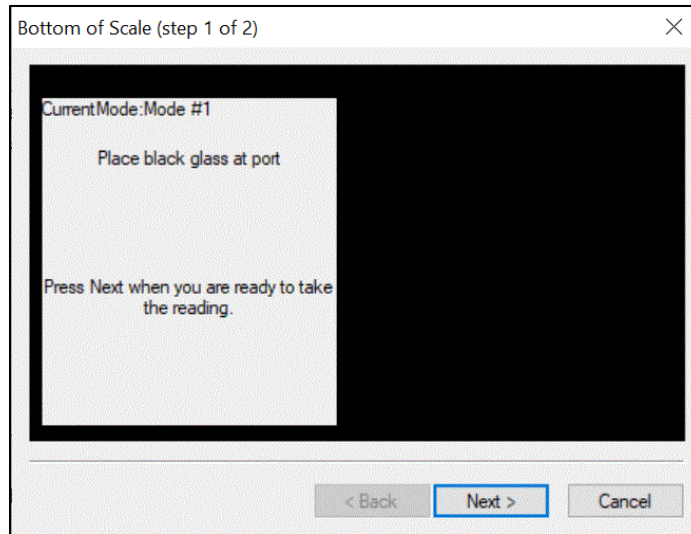 Bottom of Scale (step 1 of 2)
CurrentMode:Mode #1
Place black glass at port
Press Next when you are ready to take
the reading.
< Back
Next >
Cancel